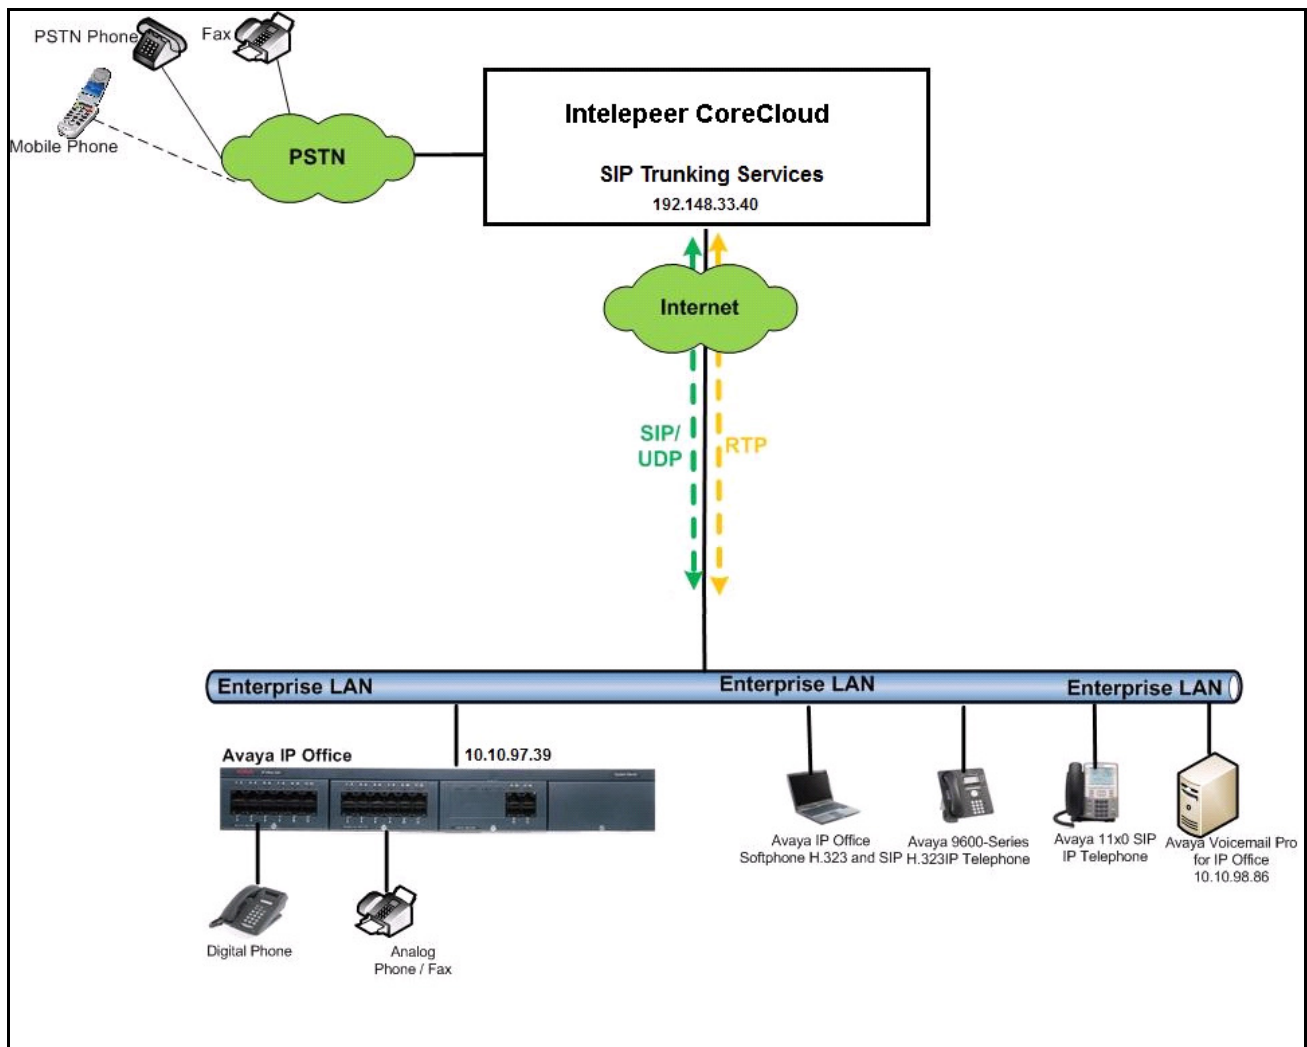 PSTN Phone
Fax
Mobile Phone
PSTN
Intelepeer CoreCloud
SIP Trunking Services
192.148.33.40
Internet
SIP/
UDP
RTP
Enterprise LAN
Enterprise LAN
Enterprise LAN
Avaya IP Office
10.10.97.39
Digital Phone
Analog
Phone / Fax
Avaya IP Office
Softphone H.323 and SIP
Avaya 9600-Series
H.323IP Telephone
Avaya 11x0 SIP
IP Telephone
Avaya Voicemail Pro
for IP Office
10.10.98.86